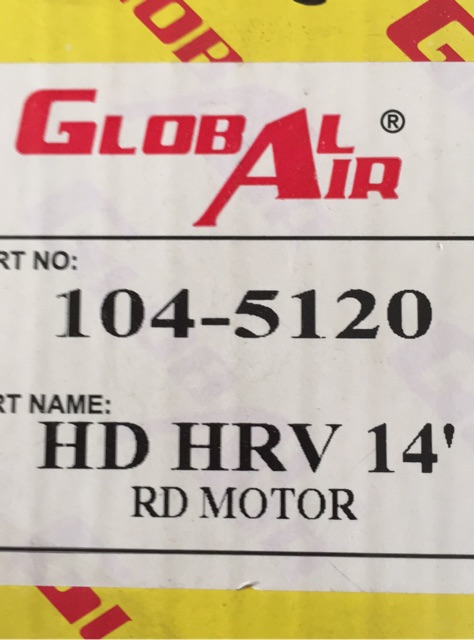 GLOBAL AIR ®
RT NO:
104-5120
RT NAME:
HD HRV 14'
RD MOTOR